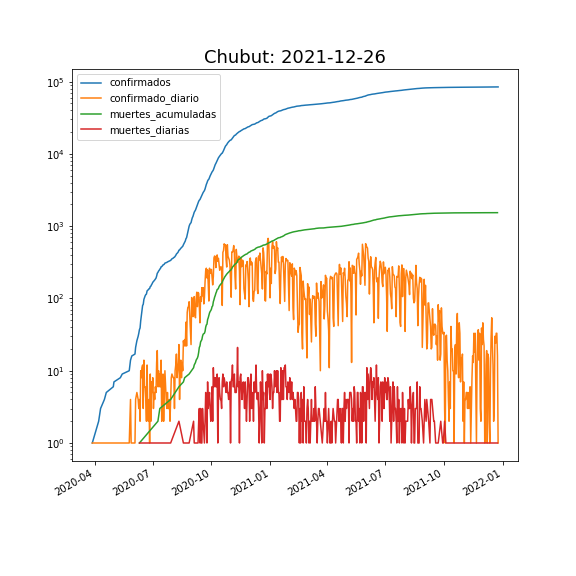 Chubut: 2021-12-26
confirmados
confirmado_diario
muertes_acumuladas
muertes_diarias
10^5
10^4
10^3
10^2
10^1
10^0
2020-04 2020-07 2020-10 2021-01 2021-04 2021-07 2021-10 2022-01